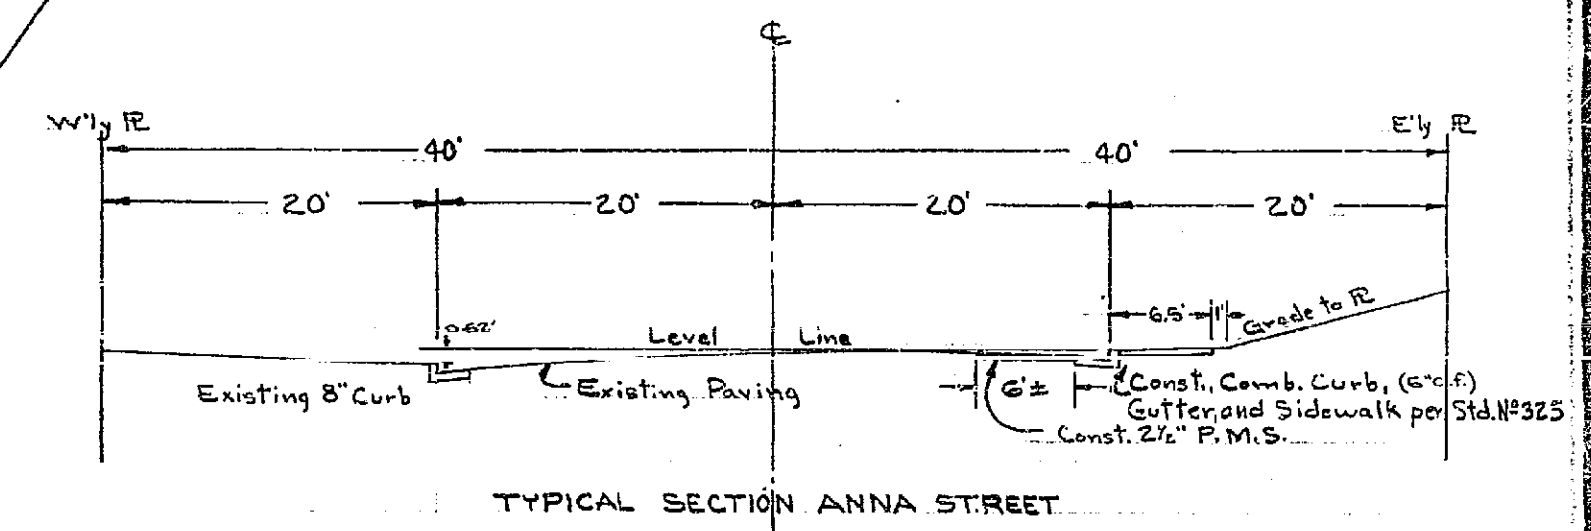 ℄
W'ly ⅊
E'ly ⅊
40'
40'
20'
20'
20'
20'
0.62'
Level Line
6.5'
1'
Grade to ⅊
Existing 8" Curb
Existing Paving
6'±
Const. Comb. Curb, (6"c.f.)
Gutter, and Sidewalk per Std. Nº 325
Const. 2½" P.M.S.
TYPICAL SECTION ANNA STREET